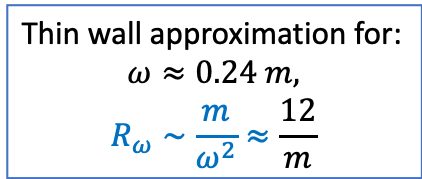 Thin wall approximation for:
ω ≈ 0.24 m,
R_ω ~ m/ω² ≈ 12/m